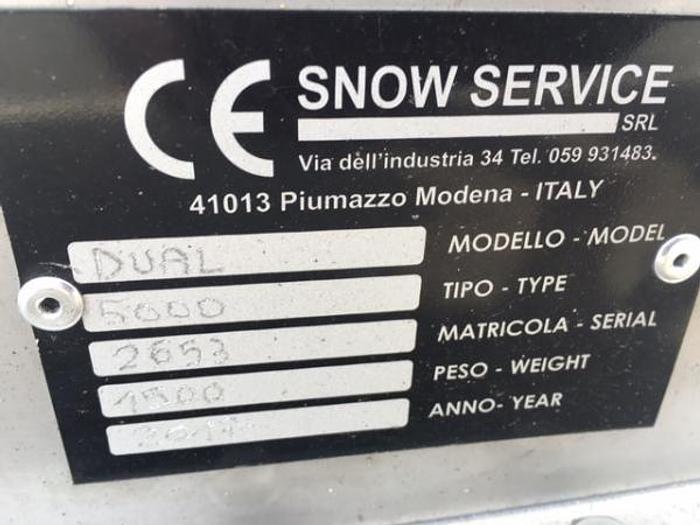 CE SNOW SERVICE
SRL
Via dell'industria 34 Tel. 059 931483.
41013 Piumazzo Modena - ITALY
DUAL MODELLO - MODEL
5000 TIPO - TYPE
2653 MATRICOLA - SERIAL
PESO - WEIGHT
ANNO- YEAR